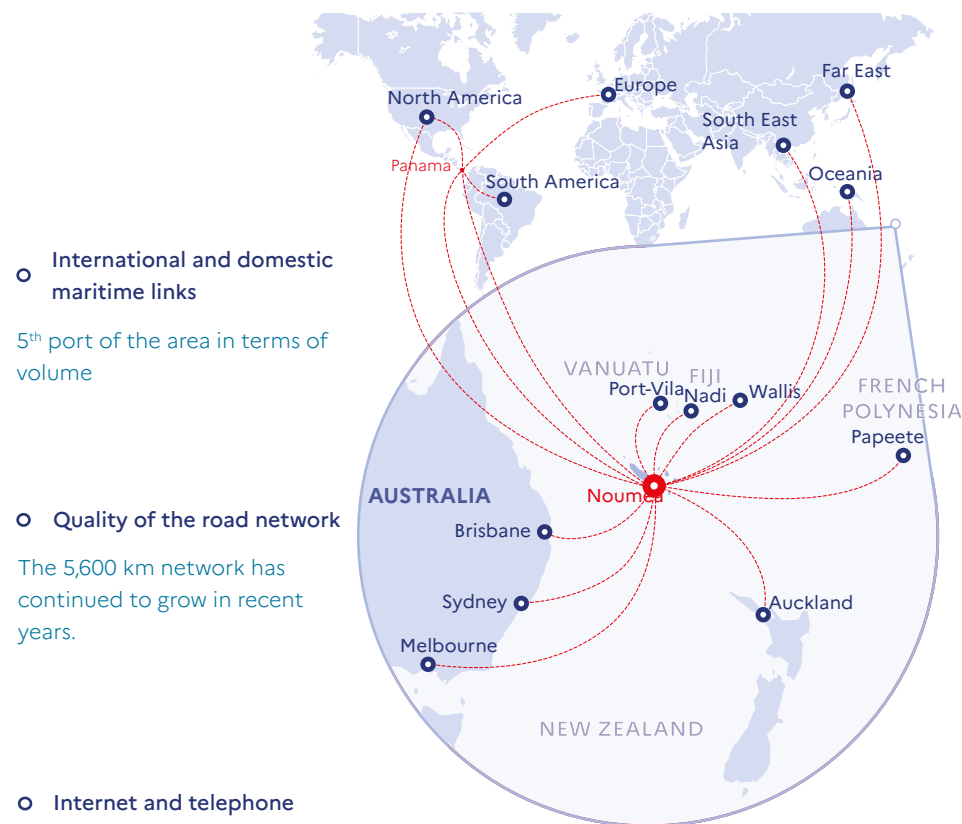 International and domestic
maritime links
5th port of the area in terms of
volume
Quality of the road network
The 5,600 km network has
continued to grow in recent
years.
Internet and telephone
Far East
Europe
North America
South East
Asia
Panama
Oceania
South America
VANUATU
FIJI
Port-Vila
Nadi
Wallis
FRENCH
POLYNESIA
Papeete
AUSTRALIA
Noumea
Brisbane
Sydney
Auckland
Melbourne
NEW ZEALAND